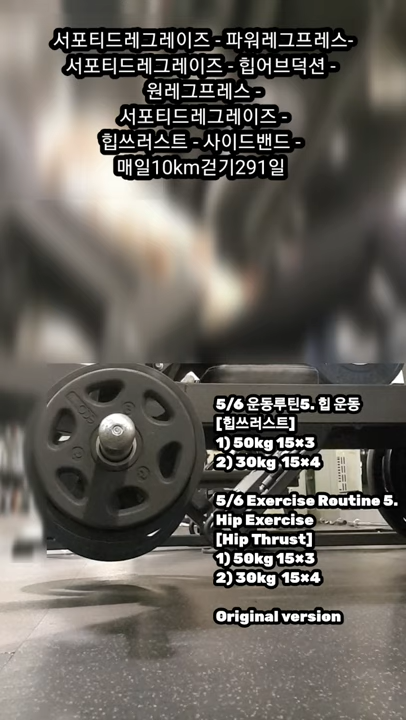 서포티드레그레이즈 - 파워레그프레스-
서포티드레그레이즈 - 힙어브덕션 -
원레그프레스 -
서포티드레그레이즈 -
힙쓰러스트 - 사이드밴드 -
매일10km걷기291일
5/6 운동루틴5. 힙 운동
[힙쓰러스트]
1) 50kg 15×3
2) 30kg 15×4
5/6 Exercise Routine 5.
Hip Exercise
[Hip Thrust]
1) 50kg 15×3
2) 30kg 15×4
Original version